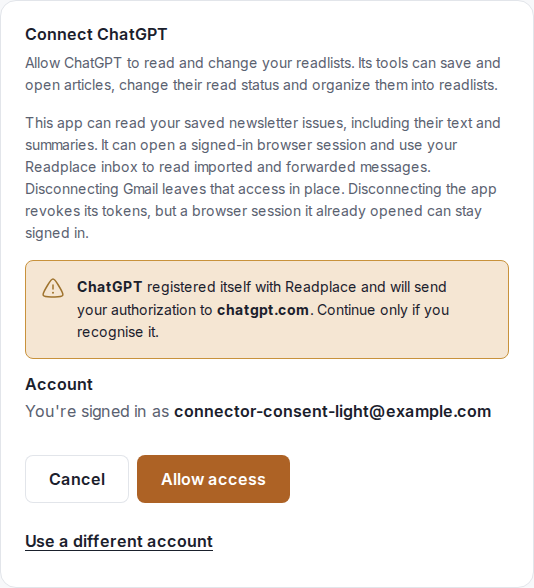 Connect ChatGPT
Allow ChatGPT to read and change your readlists. Its tools can save and
open articles, change their read status and organize them into readlists.
This app can read your saved newsletter issues, including their text and
summaries. It can open a signed-in browser session and use your
Readplace inbox to read imported and forwarded messages.
Disconnecting Gmail leaves that access in place. Disconnecting the app
revokes its tokens, but a browser session it already opened can stay
signed in.
ChatGPT registered itself with Readplace and will send
your authorization to chatgpt.com. Continue only if you
recognise it.
Account
You're signed in as connector-consent-light@example.com
Cancel
Allow access
Use a different account